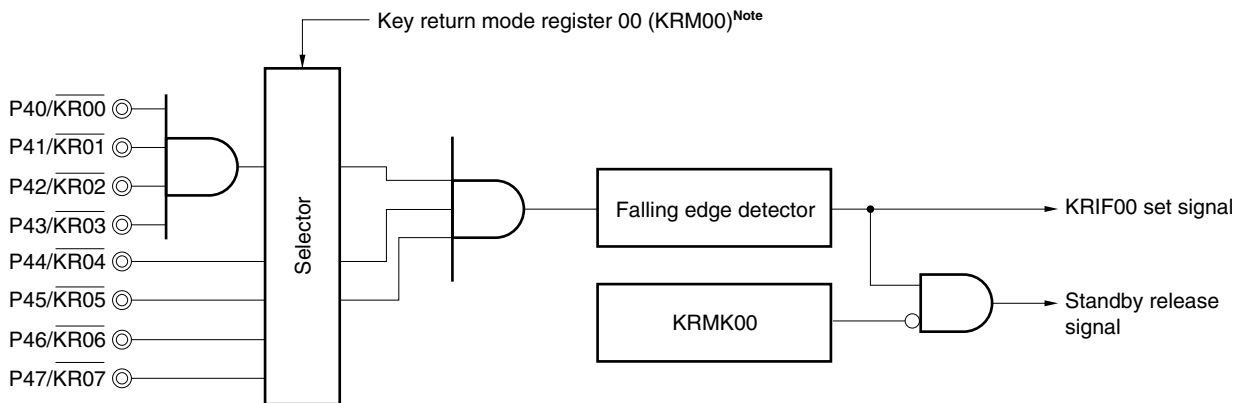 Key return mode register 00 (KRM00)Note
P40/KR00
P41/KR01
P42/KR02
P43/KR03
P44/KR04
P45/KR05
P46/KR06
P47/KR07
Selector
Falling edge detector
KRMK00
KRIF00 set signal
Standby release
signal